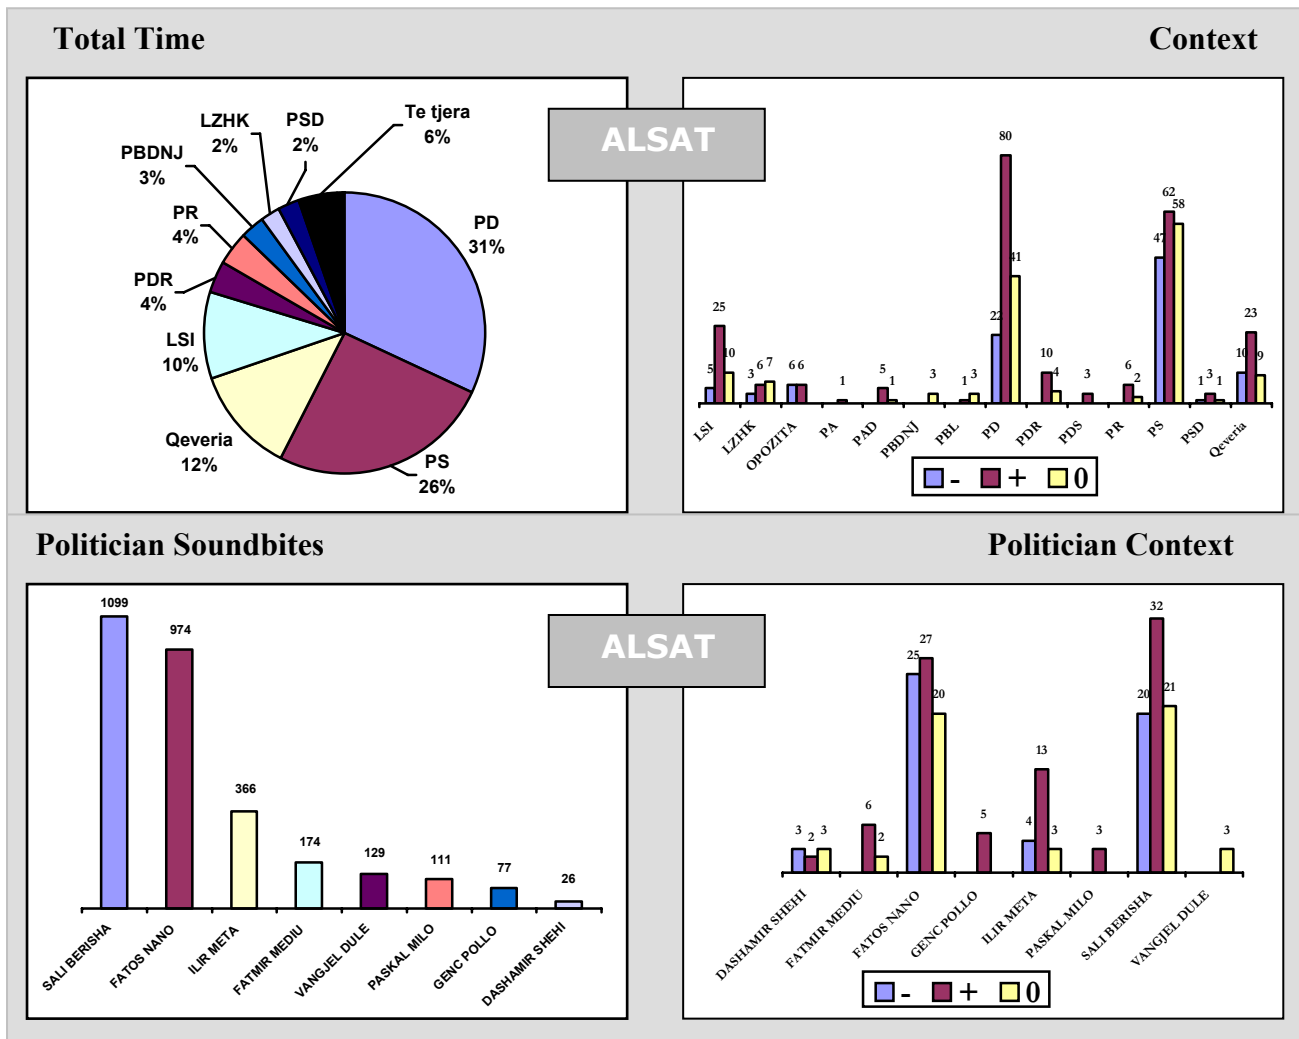 Total Time
Context
ALSAT
PD
31%
PS
26%
Qeveria
12%
LSI
10%
PDR
4%
PR
4%
PBDNJ
3%
LZHK
2%
PSD
2%
Te tjera
6%
5 25 10
3 6 7
6 6
1
5 1
3
1 3
22 80 41
10 4
3
6 2
47 62 58
1 3 1
10 23 9
LSI
LZHK
OPOZITA
PA
PAD
PBDNJ
PBL
PD
PDR
PDS
PR
PS
PSD
Qeveria
- + 0
Politician Soundbites
Politician Context
ALSAT
1099
974
366
174
129
111
77
26
SALI BERISHA
FATOS NANO
ILIR META
FATMIR MEDIU
VANGJEL DULE
PASKAL MILO
GENC POLLO
DASHAMIR SHEHI
3 2 3
6 2
25 27 20
5
4 13 3
3
20 32 21
3
DASHAMIR SHEHI
FATMIR MEDIU
FATOS NANO
GENC POLLO
ILIR META
PASKAL MILO
SALI BERISHA
VANGJEL DULE
- + 0